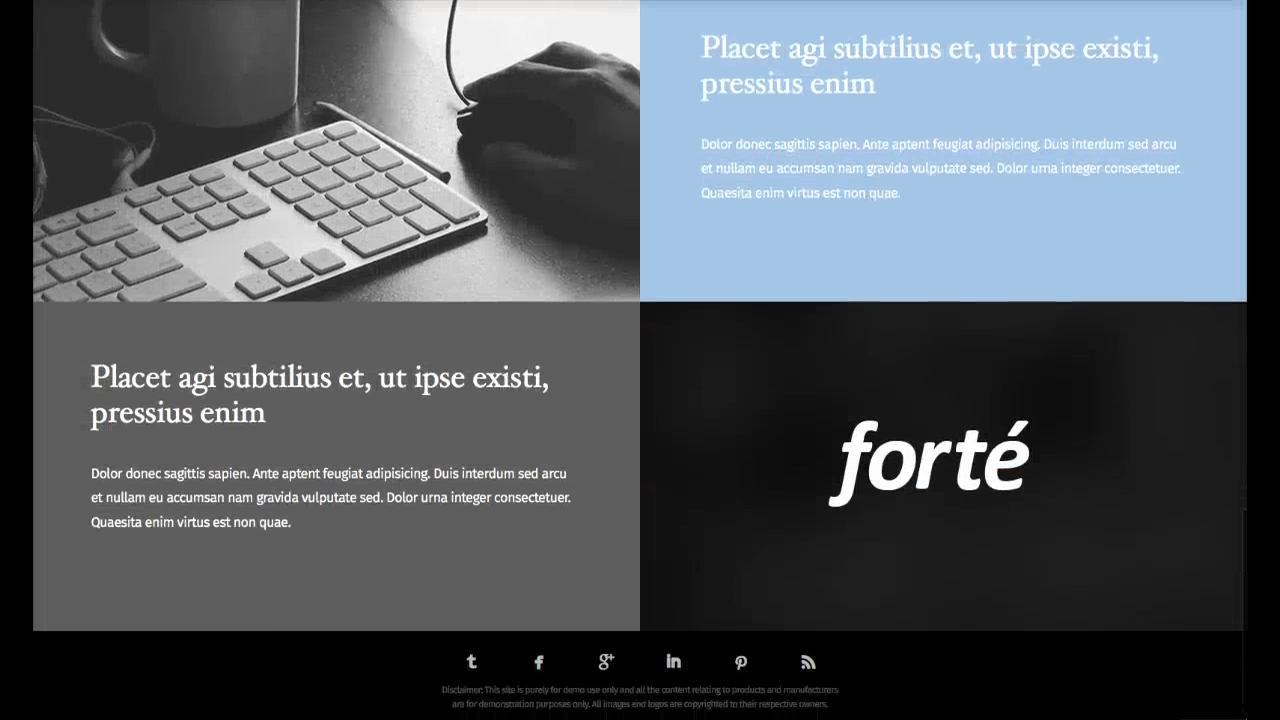 Placet agi subtilius et, ut ipse existi,
pressius enim
Dolor donec sagittis sapien. Ante aptent feugiat adipisicing. Duis interdum sed arcu
et nullam eu accumsan nam gravida vulputate sed. Dolor urna integer consectetuer.
Quaesita enim virtus est non quae.
Placet agi subtilius et, ut ipse existi,
pressius enim
Dolor donec sagittis sapien. Ante aptent feugiat adipisicing. Duis interdum sed arcu
et nullam eu accumsan nam gravida vulputate sed. Dolor urna integer consectetuer.
Quaesita enim virtus est non quae.
forté
Disclaimer: This site is purely for demo use only and all the content relating to products and manufacturers
are for demonstration purposes only. All images and logos are copyrighted to their respective owners.